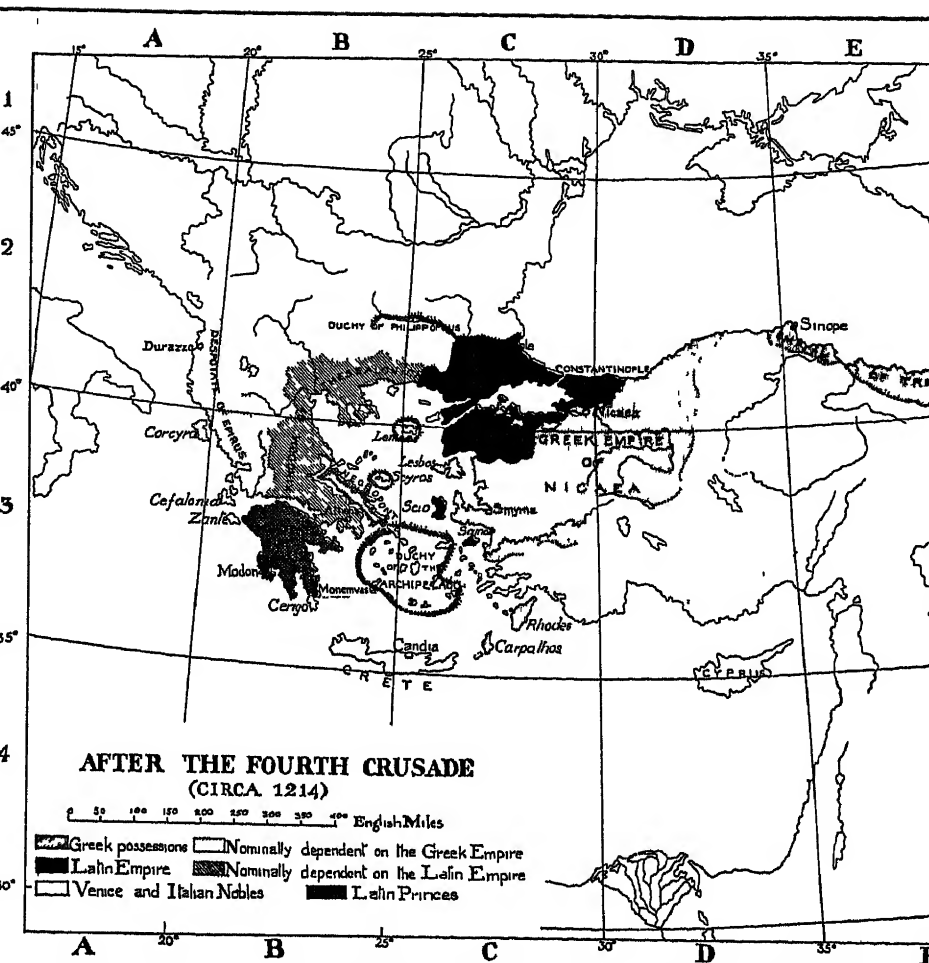 A B C D E
15° 20° 25° 30° 35°
1
45°
2
DUCHY OF PHILIPPOPOLIS
Sinope
Durazzo
DESPOTATE OF EPIRUS
CONSTANTINOPLE
OF TRE
40°
Nicaea
Corcyra
Lemnos
GREEK EMPIRE
OF
NICAEA
Lesbos
Scyros
NEGROPONT
Cefalonia
Zante
Scio
Smyrna
Samos
DUCHY
OF THE
ARCHIPELAGO
Modon
Monemvasia
Cerigo
Rhodes
Carpalhos
Candia
CRETE
CYPRUS
4
AFTER THE FOURTH CRUSADE
(CIRCA 1214)
0 50 100 150 200 250 300 350 400 English Miles
Greek possessions Nominally dependent on the Greek Empire
Latin Empire Nominally dependent on the Latin Empire
Venice and Italian Nobles Latin Princes
20° 25° 30° 35°
A B C D